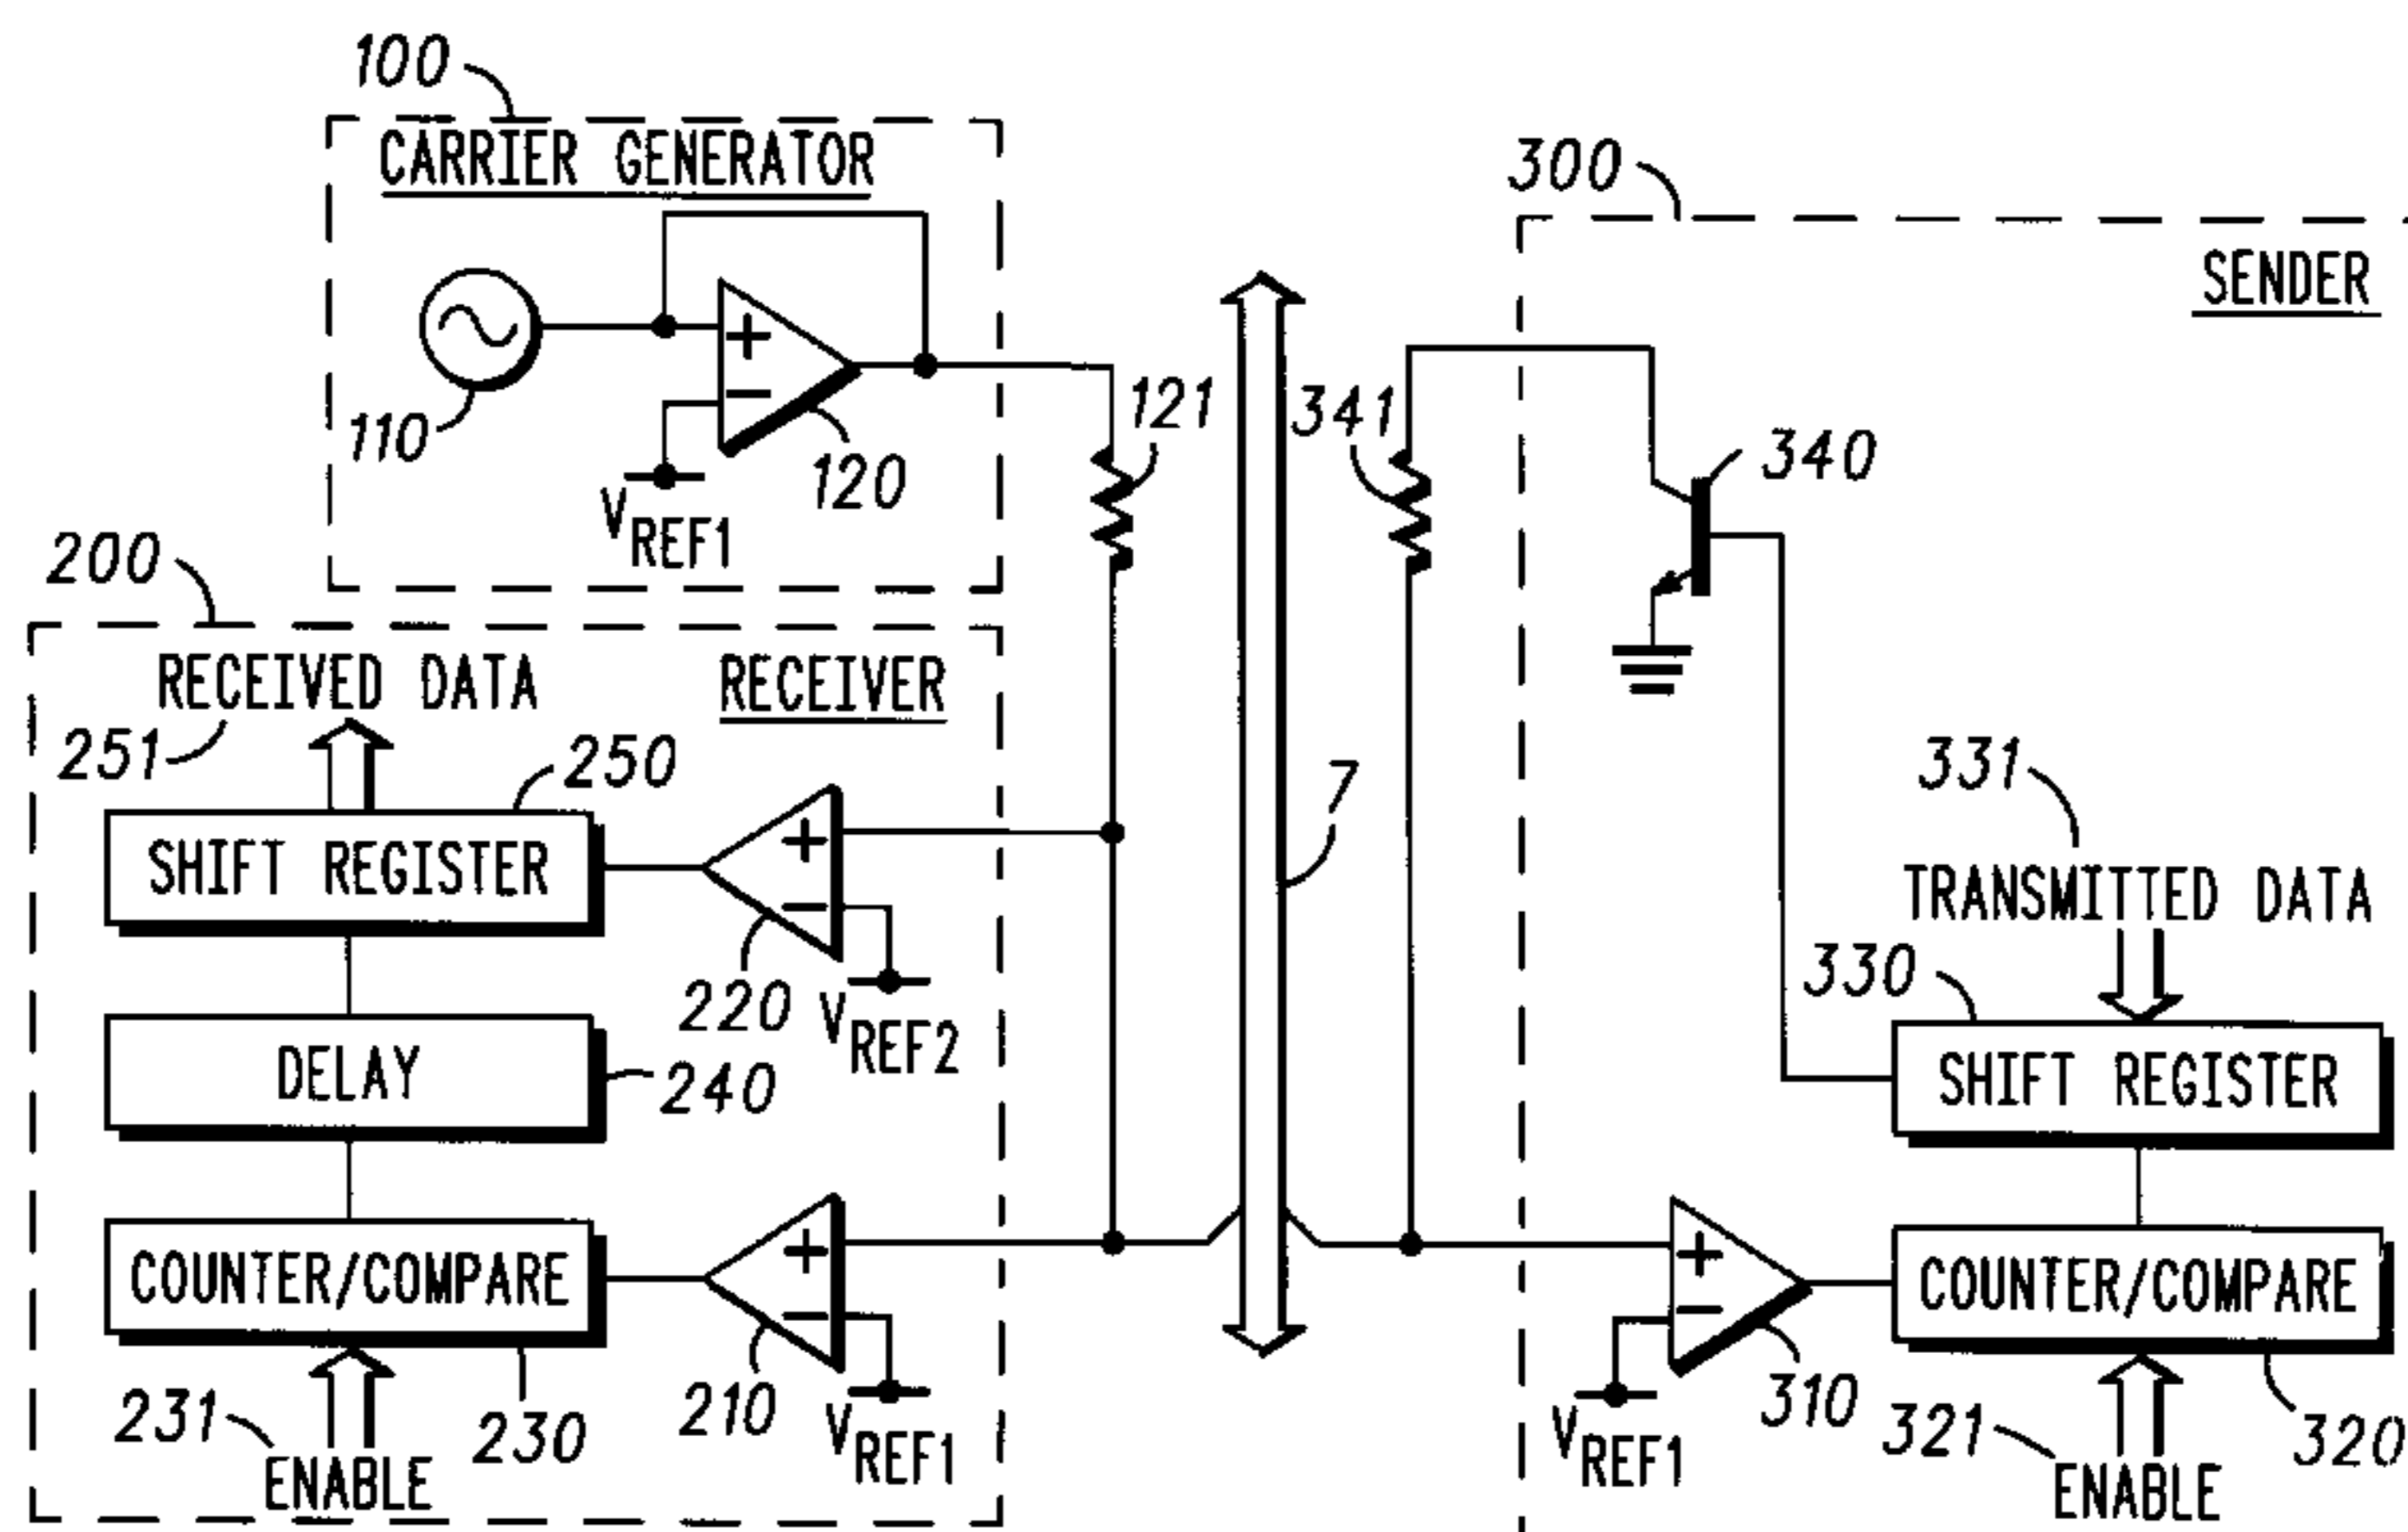 100
CARRIER GENERATOR
110
120
VREF1
121
341
7
300
SENDER
340
331
TRANSMITTED DATA
330
SHIFT REGISTER
COUNTER/COMPARE
310
VREF1
321
ENABLE
320
200
RECEIVED DATA
RECEIVER
251
250
SHIFT REGISTER
220
VREF2
DELAY
240
COUNTER/COMPARE
210
VREF1
231
230
ENABLE